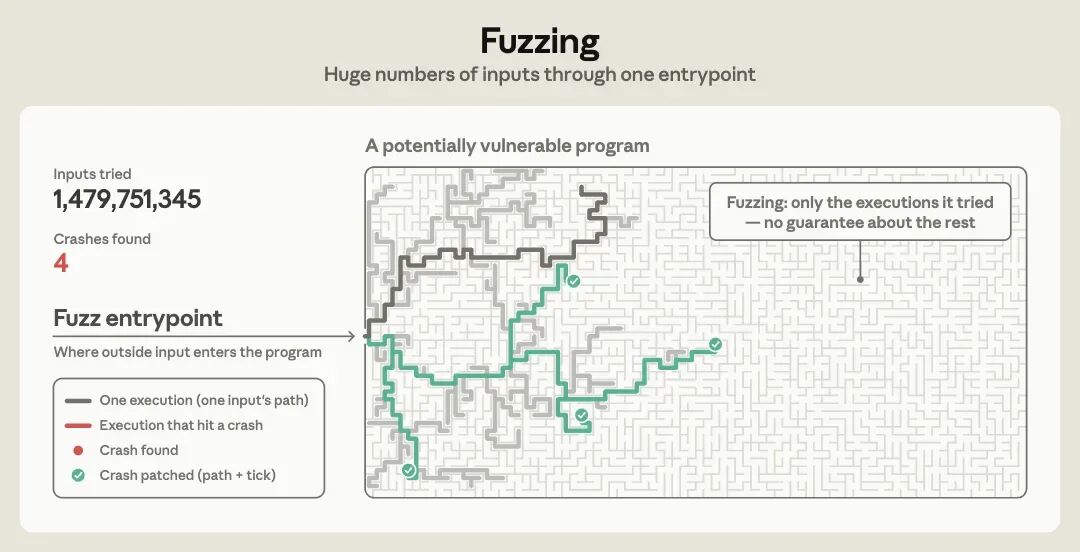 Fuzzing
Huge numbers of inputs through one entrypoint
A potentially vulnerable program
Inputs tried
1,479,751,345
Crashes found
4
Fuzz entrypoint
Where outside input enters the program
One execution (one input's path)
Execution that hit a crash
Crash found
Crash patched (path + tick)
Fuzzing: only the executions it tried
— no guarantee about the rest